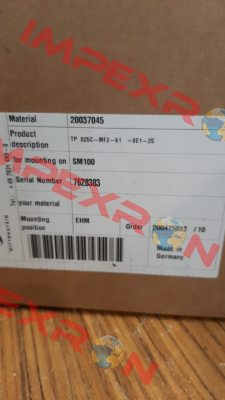 Material 20037045
Product description TP 025C-MF2-61 -0E1-2S
for mounting on SM100
Serial Number 7628383
your material
Mounting position EHM Order /10
Made in Germany
IMPEXRON
IMPEXRON
IMPEXRON